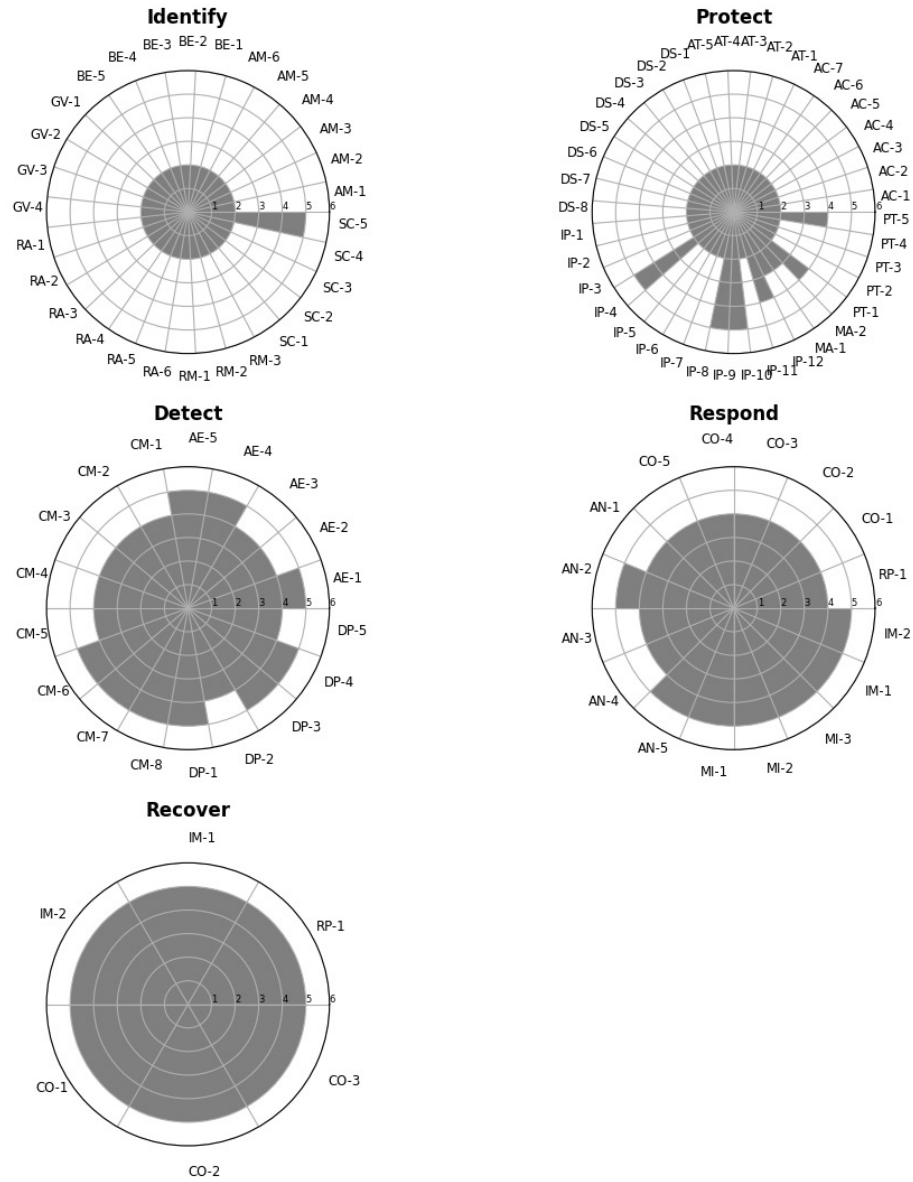 Identify
BE-2
BE-3
BE-1
BE-4
AM-6
BE-5
AM-5
GV-1
AM-4
GV-2
AM-3
GV-3
AM-2
GV-4
AM-1
1 2 3 4 5 6
RA-1
SC-5
RA-2
SC-4
RA-3
SC-3
RA-4
SC-2
RA-5
SC-1
RA-6
RM-3
RM-1
RM-2
Protect
AT-5
AT-4
AT-3
DS-1
AT-2
DS-2
AT-1
DS-3
AC-7
DS-4
AC-6
DS-5
AC-5
DS-6
AC-4
DS-7
AC-3
DS-8
AC-2
IP-1
AC-1
1 2 3 4 5 6
IP-2
PT-5
IP-3
PT-4
IP-4
PT-3
IP-5
PT-2
IP-6
PT-1
IP-7
MA-2
IP-8
MA-1
IP-9
IP-12
IP-10
IP-11
Detect
AE-5
CM-1
AE-4
CM-2
AE-3
CM-3
AE-2
CM-4
AE-1
1 2 3 4 5 6
CM-5
DP-5
CM-6
DP-4
CM-7
DP-3
CM-8
DP-2
DP-1
Respond
CO-4
CO-3
CO-5
CO-2
AN-1
CO-1
AN-2
RP-1
1 2 3 4 5 6
AN-3
IM-2
AN-4
IM-1
AN-5
MI-3
MI-1
MI-2
Recover
IM-1
IM-2
RP-1
1 2 3 4 5 6
CO-1
CO-3
CO-2